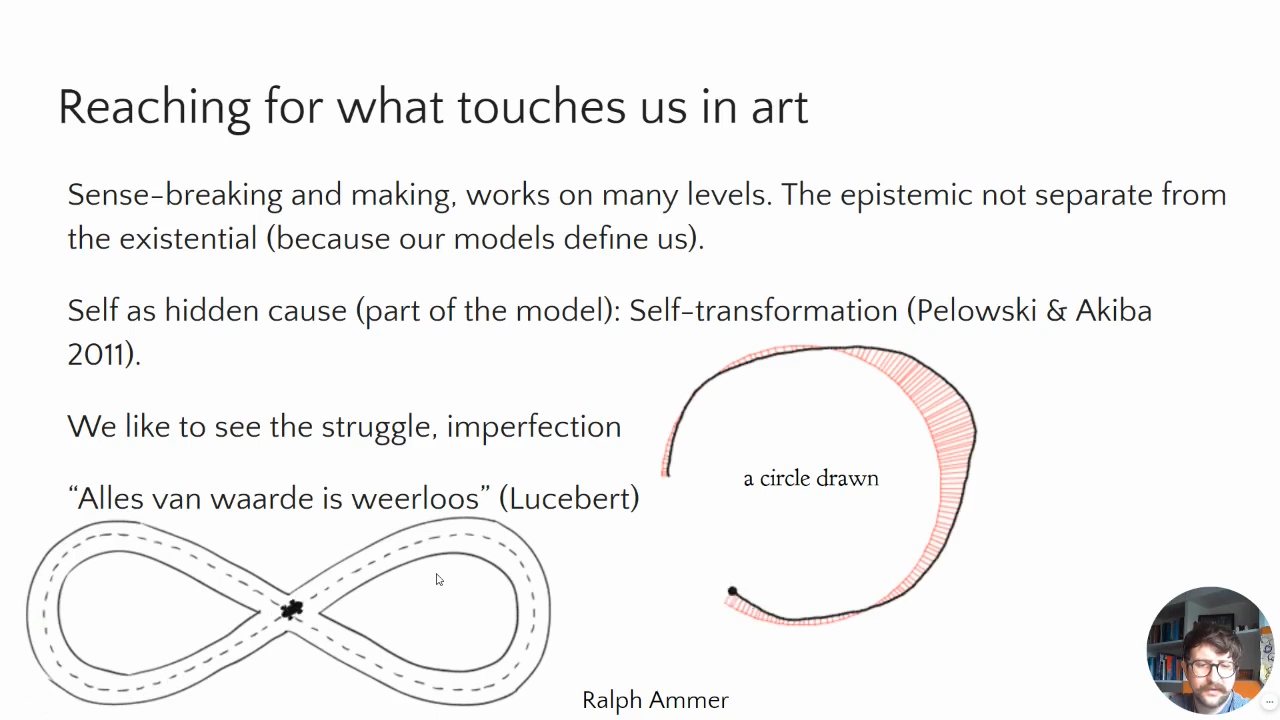 Reaching for what touches us in art
Sense-breaking and making, works on many levels. The epistemic not separate from
the existential (because our models define us).
Self as hidden cause (part of the model): Self-transformation (Pelowski & Akiba
2011).
We like to see the struggle, imperfection
“Alles van waarde is weerloos” (Lucebert)
a circle drawn
Ralph Ammer